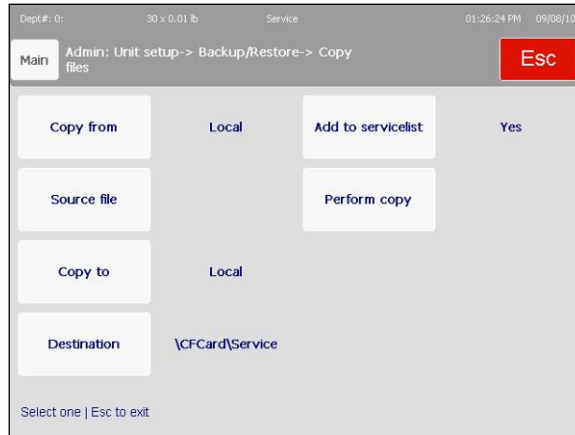 Dept#: 0: 30 x 0.01 lb Service 01:26:24 PM 09/08/10
Main Admin: Unit setup-> Backup/Restore-> Copy files Esc
Copy from Local Add to servicelist Yes
Source file Perform copy
Copy to Local
Destination \CFCard\Service
Select one | Esc to exit